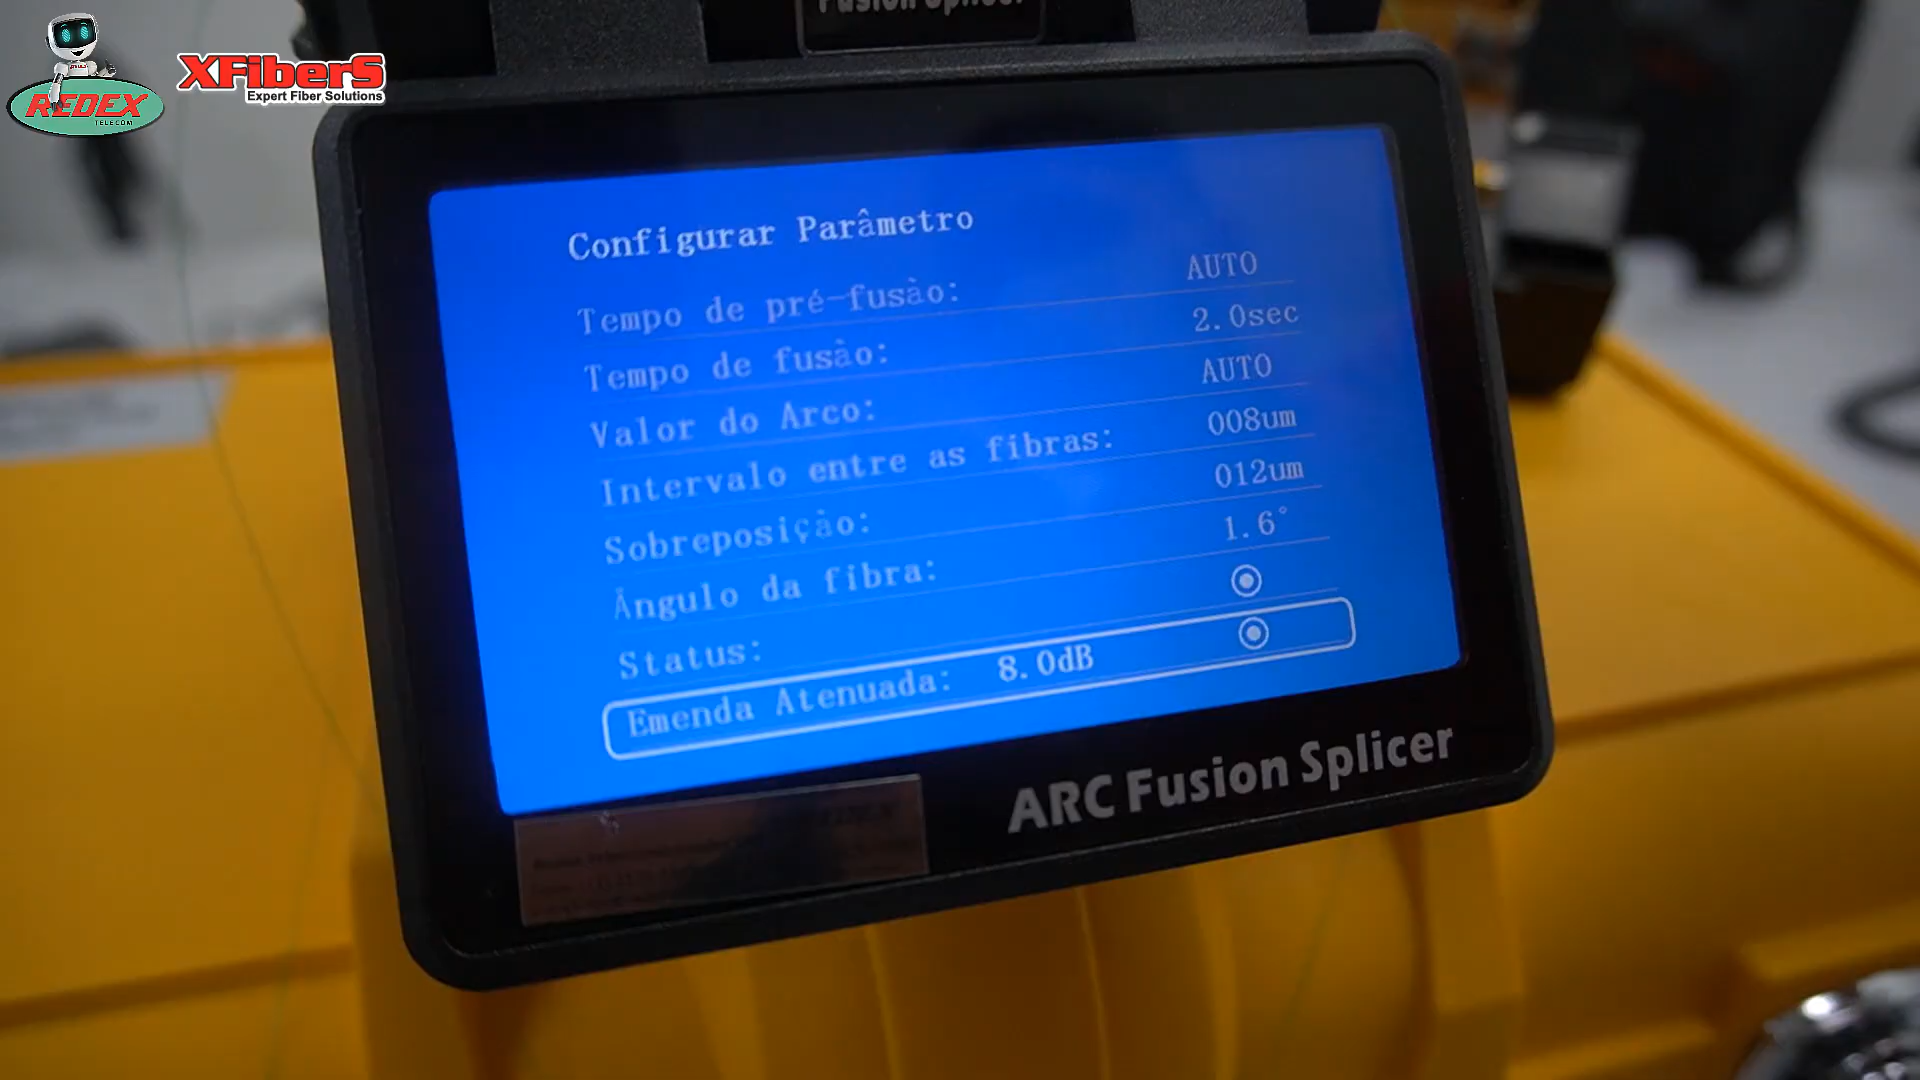 REDEX
TELECOM
XFiberS
Expert Fiber Solutions
Fusion Splicer
Configurar Parâmetro
Tempo de pré-fusão: AUTO
Tempo de fusão: 2.0sec
Valor do Arco: AUTO
Intervalo entre as fibras: 008um
Sobreposição: 012um
Ângulo da fibra: 1.6°
Status:
Emenda Atenuada: 8.0dB
ARC Fusion Splicer